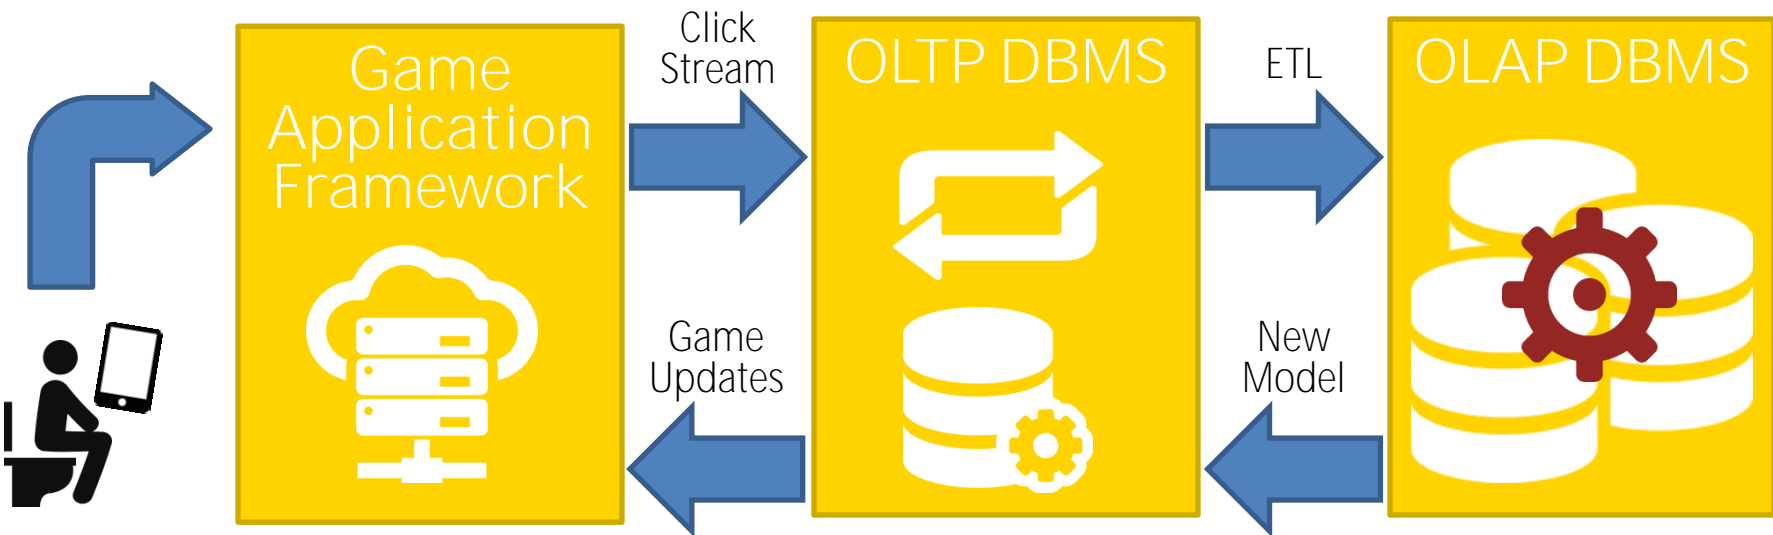 Game
Application
Framework
Click
Stream
OLTP DBMS
ETL
OLAP DBMS
Game
Updates
New
Model